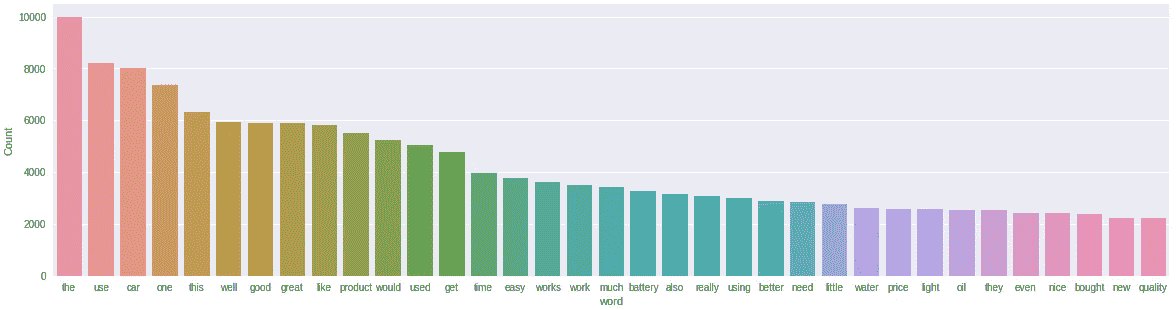 10000
8000
6000
4000
2000
0
Count
the use car one this well good great like product would used get time easy works work much battery also really using better need little water price light oil they even nice bought new quality
word